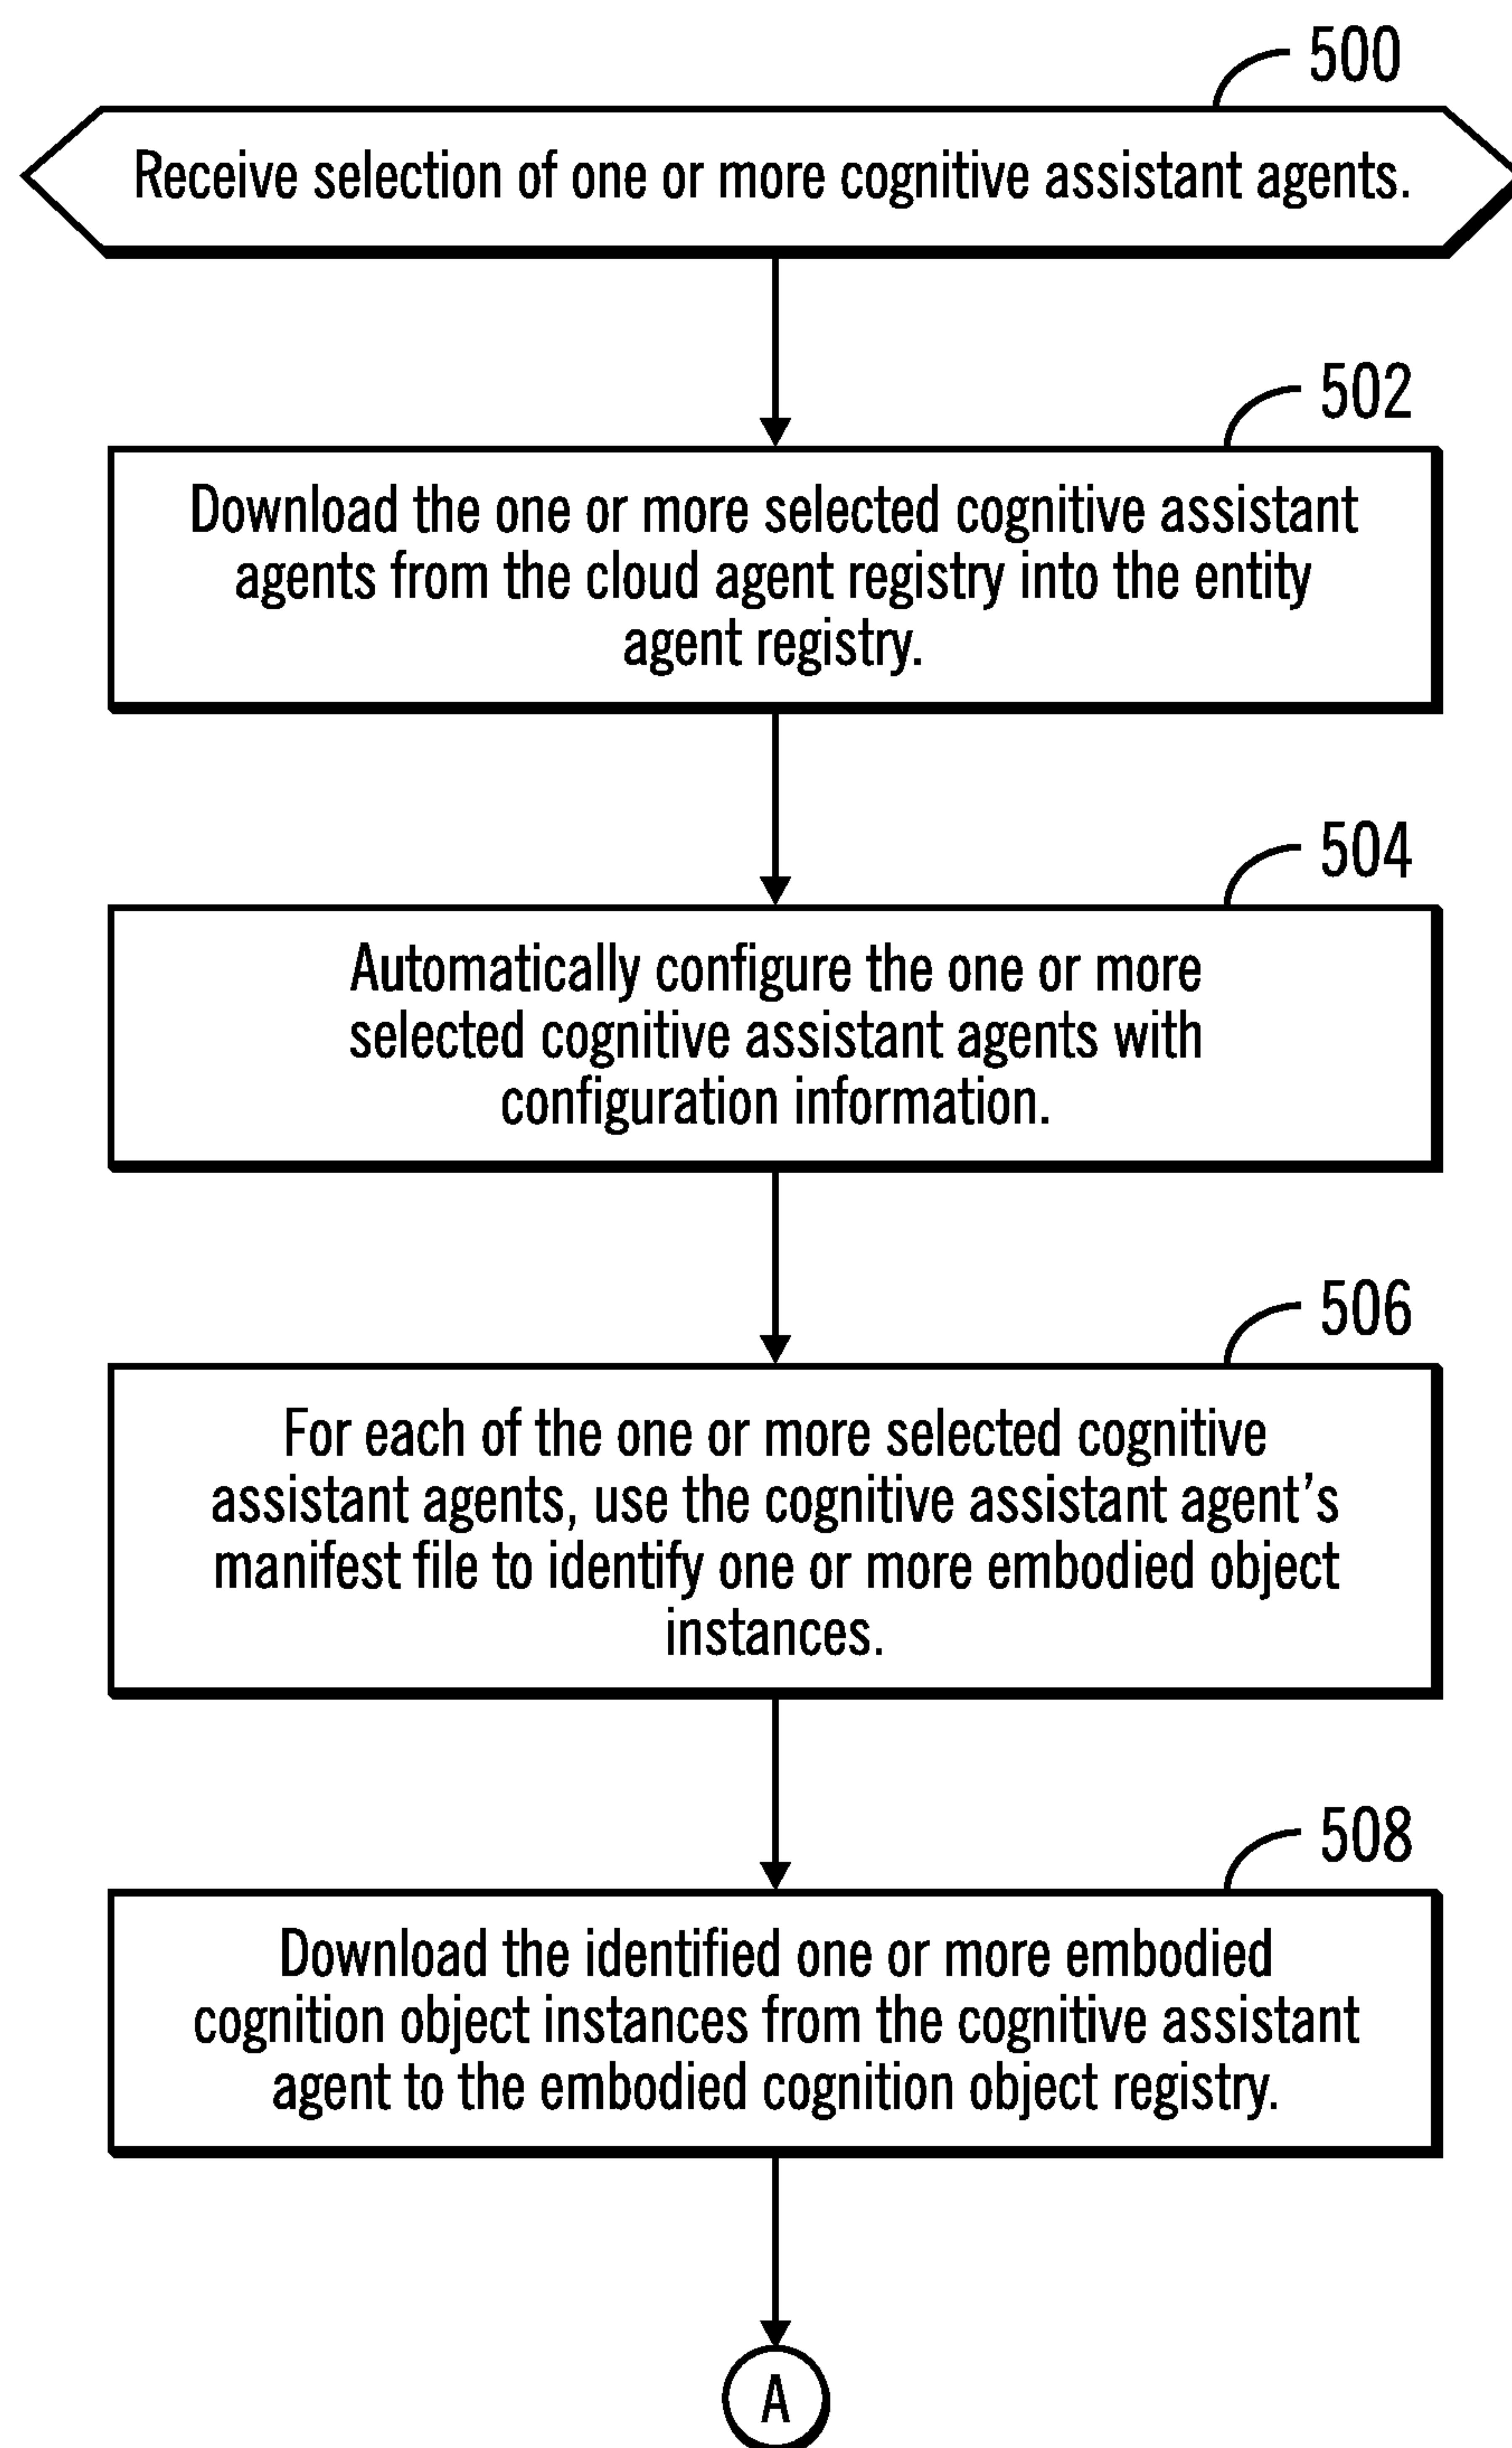 500
Receive selection of one or more cognitive assistant agents.
502
Download the one or more selected cognitive assistant
agents from the cloud agent registry into the entity
agent registry.
504
Automatically configure the one or more
selected cognitive assistant agents with
configuration information.
506
For each of the one or more selected cognitive
assistant agents, use the cognitive assistant agent’s
manifest file to identify one or more embodied object
instances.
508
Download the identified one or more embodied
cognition object instances from the cognitive assistant
agent to the embodied cognition object registry.
A